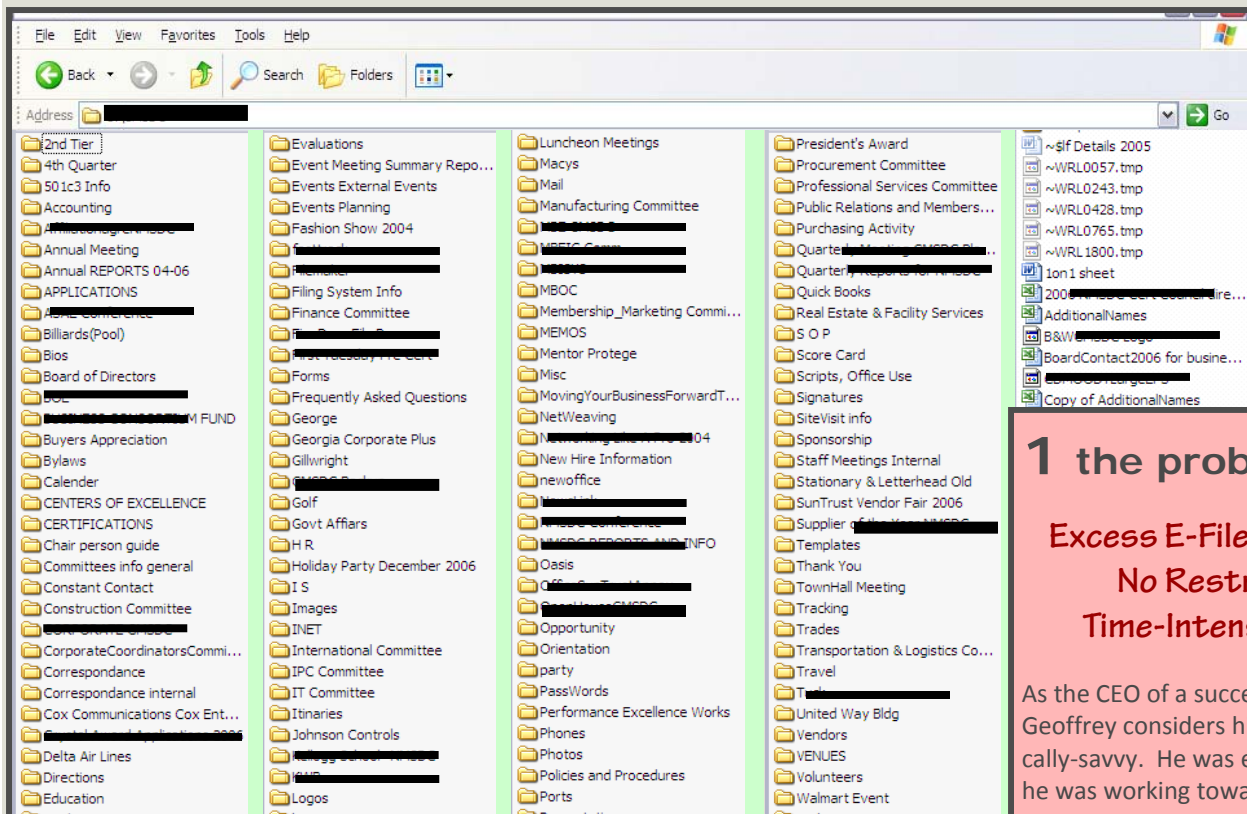 File Edit View Favorites Tools Help
Back Search Folders
Address Go
2nd Tier
4th Quarter
501c3 Info
Accounting
Annual Meeting
Annual REPORTS 04-06
APPLICATIONS
Billiards(Pool)
Bios
Board of Directors
M FUND
Buyers Appreciation
Bylaws
Calender
CENTERS OF EXCELLENCE
CERTIFICATIONS
Chair person guide
Committees info general
Constant Contact
Construction Committee
CorporateCoordinatorsCommi...
Correspondance
Correspondance internal
Cox Communications Cox Ent...
Delta Air Lines
Directions
Education
Evaluations
Event Meeting Summary Repo...
Events External Events
Events Planning
Fashion Show 2004
Filing System Info
Finance Committee
Forms
Frequently Asked Questions
George
Georgia Corporate Plus
Gillwright
Golf
Govt Affiars
H R
Holiday Party December 2006
I S
Images
INET
International Committee
IPC Committee
IT Committee
Itinaries
Johnson Controls
Logos
Luncheon Meetings
Macys
Mail
Manufacturing Committee
MBOC
Membership_Marketing Commi...
MEMOS
Mentor Protege
Misc
MovingYourBusinessForwardT...
NetWeaving
04
New Hire Information
newoffice
INFO
Oasis
Opportunity
Orientation
party
PassWords
Performance Excellence Works
Phones
Photos
Policies and Procedures
Ports
President's Award
Procurement Committee
Professional Services Committee
Public Relations and Members...
Purchasing Activity
Quarte
Quarter
Quick Books
Real Estate & Facility Services
S O P
Score Card
Scripts, Office Use
Signatures
SiteVisit info
Sponsorship
Staff Meetings Internal
Stationary & Letterhead Old
SunTrust Vendor Fair 2006
Supplier
Templates
Thank You
TownHall Meeting
Tracking
Trades
Transportation & Logistics Co...
Travel
United Way Bldg
Vendors
VENUES
Volunteers
Walmart Event
~$lf Details 2005
~WRL0057.tmp
~WRL0243.tmp
~WRL0428.tmp
~WRL0765.tmp
~WRL1800.tmp
1on1 sheet
200 ire...
AdditionalNames
B&W
BoardContact2006 for busine...
Copy of AdditionalNames
1 the prob
Excess E-File
No Restr
Time-Intens
As the CEO of a succe
Geoffrey considers h
cally-savvy. He was e
he was working towa